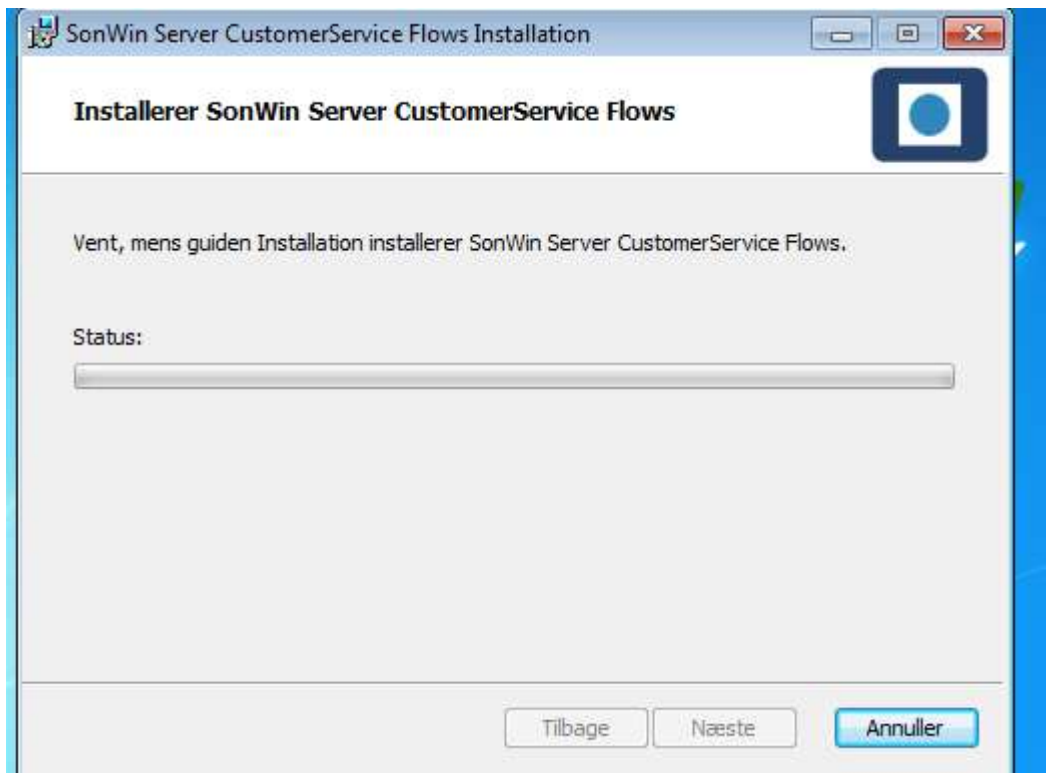 SonWin Server CustomerService Flows Installation
Installerer SonWin Server CustomerService Flows
Vent, mens guiden Installation installerer SonWin Server CustomerService Flows.
Status:
Tilbage Næste Annuller